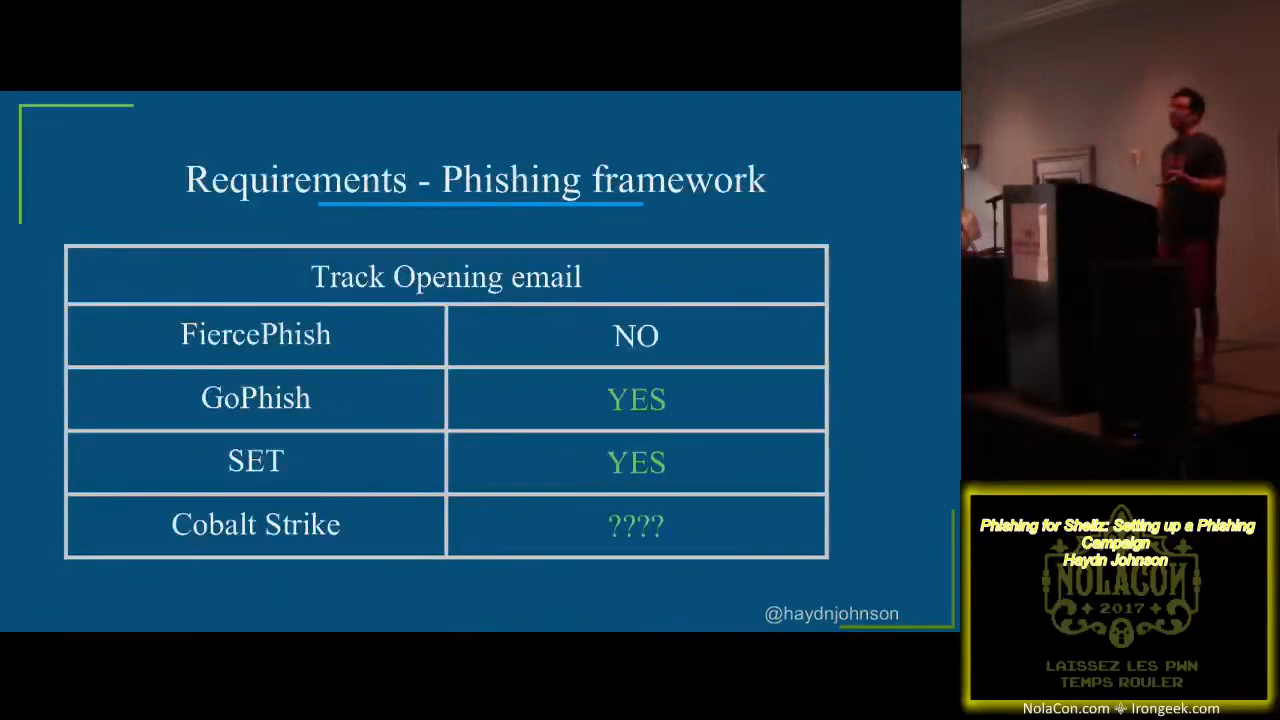 Requirements - Phishing framework
Track Opening email
FiercePhish
NO
GoPhish
YES
SET
YES
Cobalt Strike
????
@haydnjohnson
Phishing for Shellz: Setting up a Phishing
Campaign
Haydn Johnson
NOLACON
2017
LAISSEZ LES PWN
TEMPS ROULER
NolaCon.com ⚜ Irongeek.com